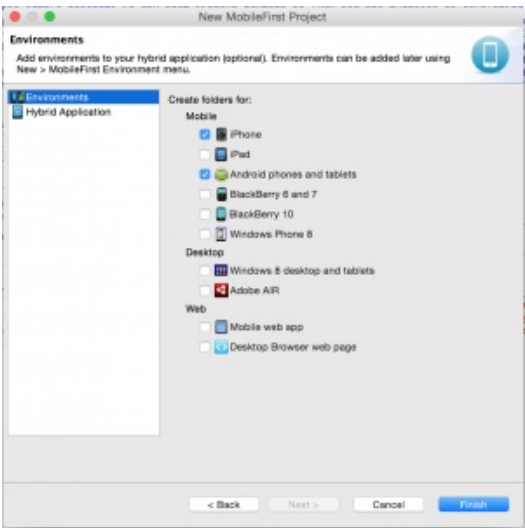 New MobileFirst Project
Environments
Add environments to your hybrid application (optional). Environments can be added later using
New > MobileFirst Environment menu.
Environments
Hybrid Application
Create folders for:
Mobile
iPhone
iPad
Android phones and tablets
BlackBerry 6 and 7
BlackBerry 10
Windows Phone 8
Desktop
Windows 8 desktop and tablets
Adobe AIR
Web
Mobile web app
Desktop Browser web page
< Back
Next >
Cancel
Finish